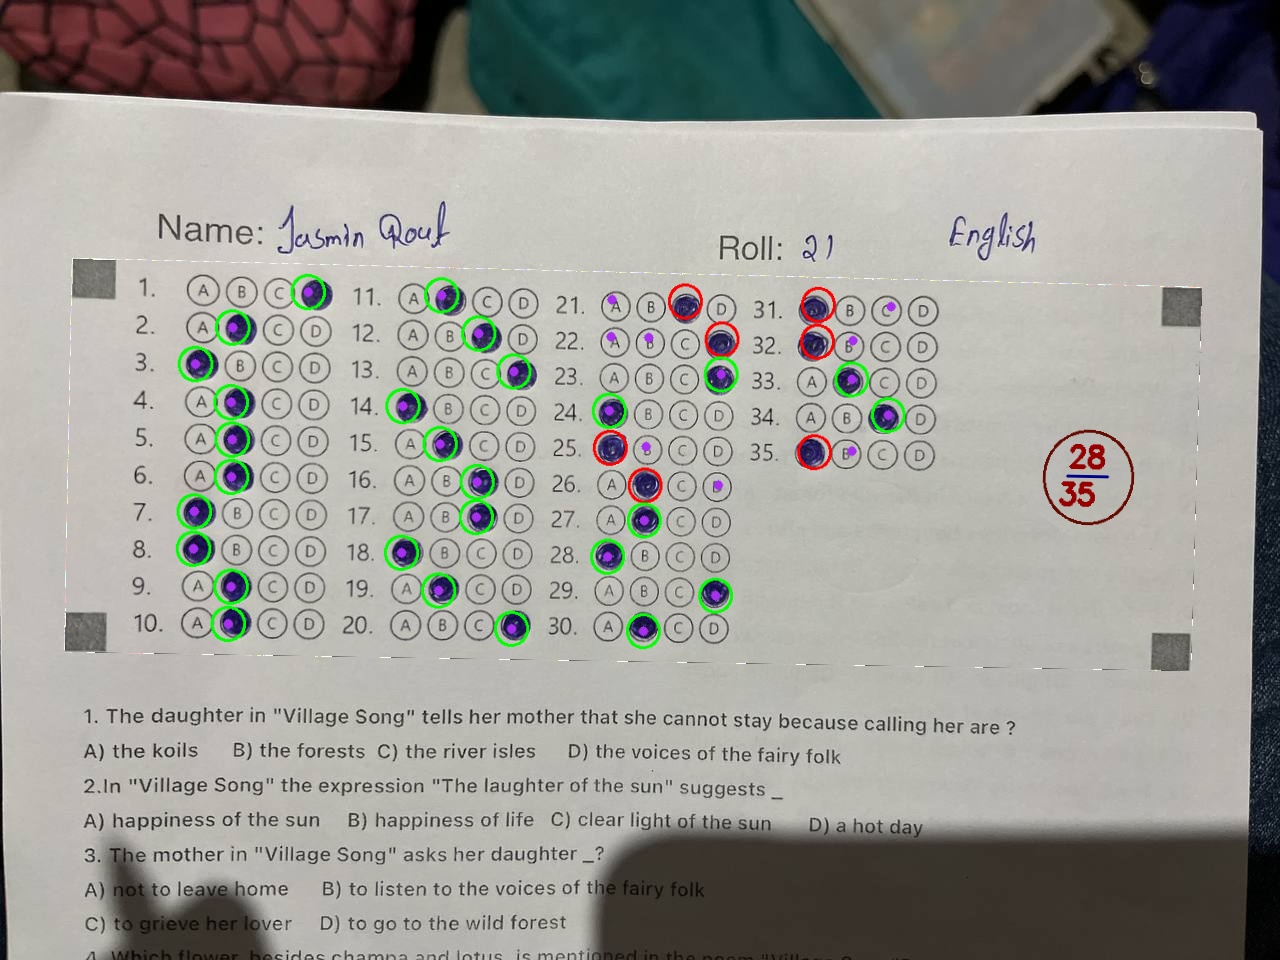 Name: Jasmin Rout Roll: 21 English
1. A B C 11. A C D 21. A B D 31. B C D
2. A C D 12. A B D 22. A B C 32. B C D
3. B C D 13. A B C 23. A B C 33. A C D
4. A C D 14. B C D 24. B C D 34. A B D
5. A C D 15. A C D 25. B C D 35. B C D
6. A C D 16. A B D 26. A C D
7. B C D 17. A B D 27. A C D
8. B C D 18. B C D 28. B C D
9. A C D 19. A C D 29. A B C
10. A C D 20. A B C 30. A C D
28
35
1. The daughter in "Village Song" tells her mother that she cannot stay because calling her are ?
A) the koils B) the forests C) the river isles D) the voices of the fairy folk
2.In "Village Song" the expression "The laughter of the sun" suggests _
A) happiness of the sun B) happiness of life C) clear light of the sun D) a hot day
3. The mother in "Village Song" asks her daughter _?
A) not to leave home B) to listen to the voices of the fairy folk
C) to grieve her lover D) to go to the wild forest
4. Which flower, besides champa and lotus, is mentioned in the poem